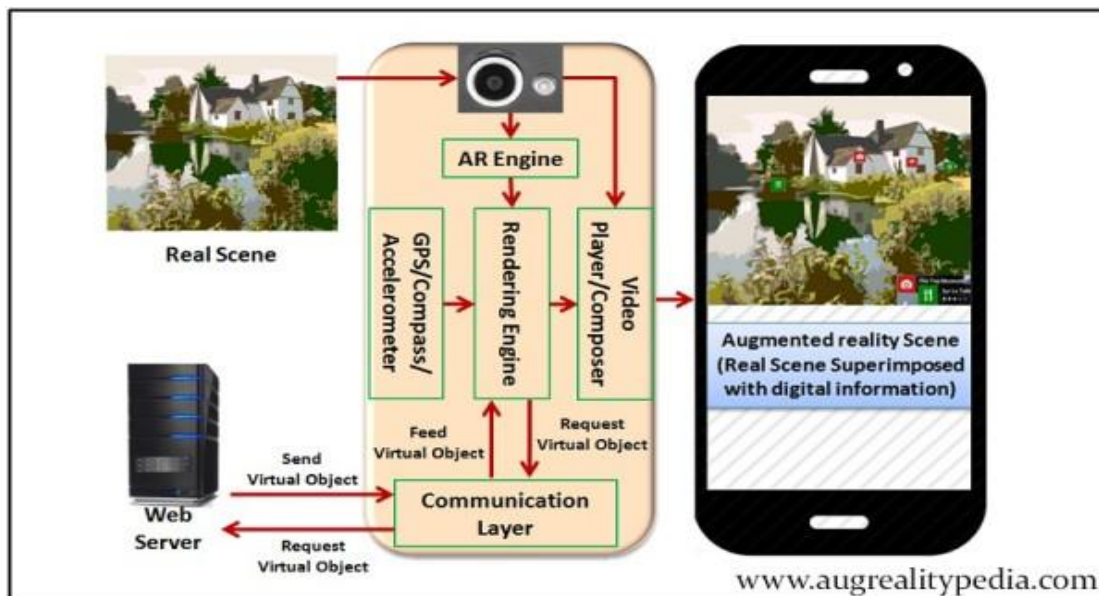 Real Scene
AR Engine
GPS/Compass/
Accelerometer
Rendering Engine
Video
Player/Composer
Augmented reality Scene
(Real Scene Superimposed
with digital information)
Feed
Virtual Object
Request
Virtual Object
Send
Virtual Object
Communication
Layer
Web
Server
Request
Virtual Object
www.augrealitypedia.com